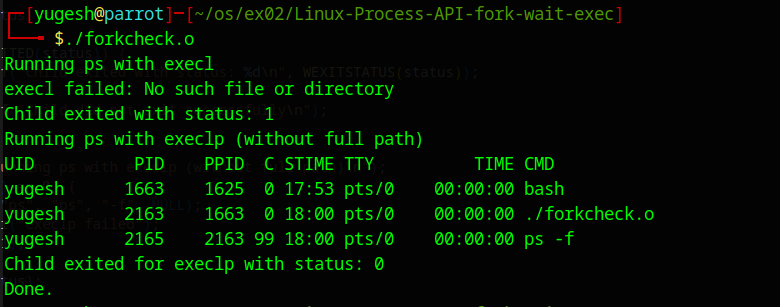 ┌─[yugesh@parrot]─[~/os/ex02/Linux-Process-API-fork-wait-exec]
└──╼ $./forkcheck.o
Running ps with execl
execl failed: No such file or directory
Child exited with status: 1
Running ps with execlp (without full path)
UID          PID    PPID  C STIME TTY          TIME CMD
yugesh      1663    1625  0 17:53 pts/0    00:00:00 bash
yugesh      2163    1663  0 18:00 pts/0    00:00:00 ./forkcheck.o
yugesh      2165    2163 99 18:00 pts/0    00:00:00 ps -f
Child exited for execlp with status: 0
Done.